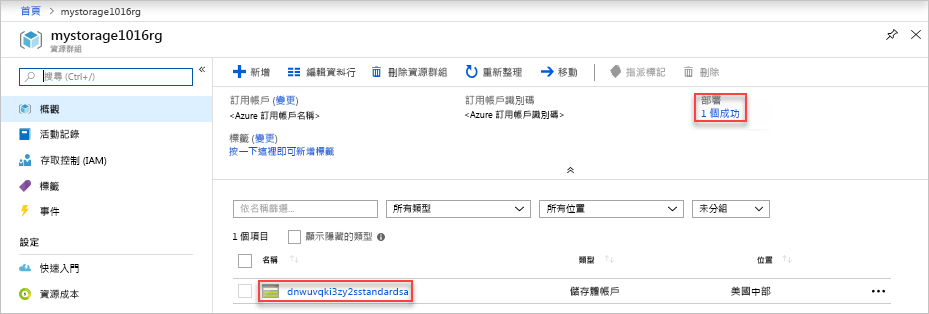 首頁 > mystorage1016rg
mystorage1016rg
資源群組
搜尋 (Ctrl+/)
概觀
活動記錄
存取控制 (IAM)
標籤
事件
設定
快速入門
資源成本
新增 編輯資料行 刪除資源群組 重新整理 移動 指派標記 刪除
訂用帳戶 (變更) 訂用帳戶識別碼 部署
<Azure 訂用帳戶名稱> <Azure 訂用帳戶識別碼> 1 個成功
標籤 (變更)
按一下這裡即可新增標籤
依名稱篩選... 所有類型 所有位置 未分組
1 個項目 顯示隱藏的類型
名稱 類型 位置
dnwuvqki3zy2sstandardsa 儲存體帳戶 美國中部